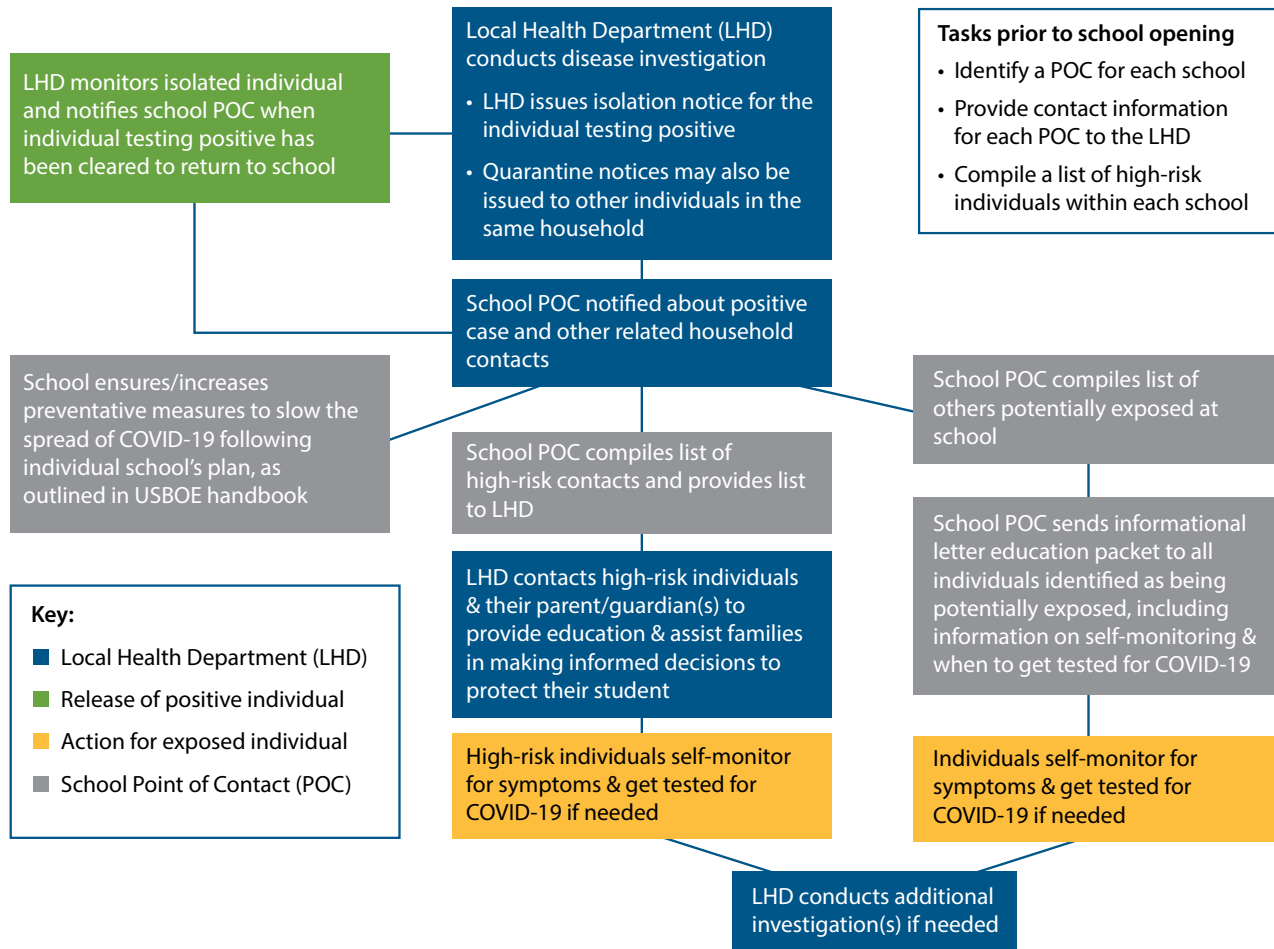 LHD monitors isolated individual
and notifies school POC when
individual testing positive has
been cleared to return to school
Local Health Department (LHD)
conducts disease investigation
• LHD issues isolation notice for the
individual testing positive
• Quarantine notices may also be
issued to other individuals in the
same household
Tasks prior to school opening
• Identify a POC for each school
• Provide contact information
for each POC to the LHD
• Compile a list of high-risk
individuals within each school
School POC notified about positive
case and other related household
contacts
School ensures/increases
preventative measures to slow the
spread of COVID-19 following
individual school's plan, as
outlined in USBOE handbook
School POC compiles list of
high-risk contacts and provides list
to LHD
School POC compiles list of
others potentially exposed at
school
LHD contacts high-risk individuals
& their parent/guardian(s) to
provide education & assist families
in making informed decisions to
protect their student
School POC sends informational
letter education packet to all
individuals identified as being
potentially exposed, including
information on self-monitoring &
when to get tested for COVID-19
Key:
Local Health Department (LHD)
Release of positive individual
Action for exposed individual
School Point of Contact (POC)
High-risk individuals self-monitor
for symptoms & get tested for
COVID-19 if needed
Individuals self-monitor for
symptoms & get tested for
COVID-19 if needed
LHD conducts additional
investigation(s) if needed